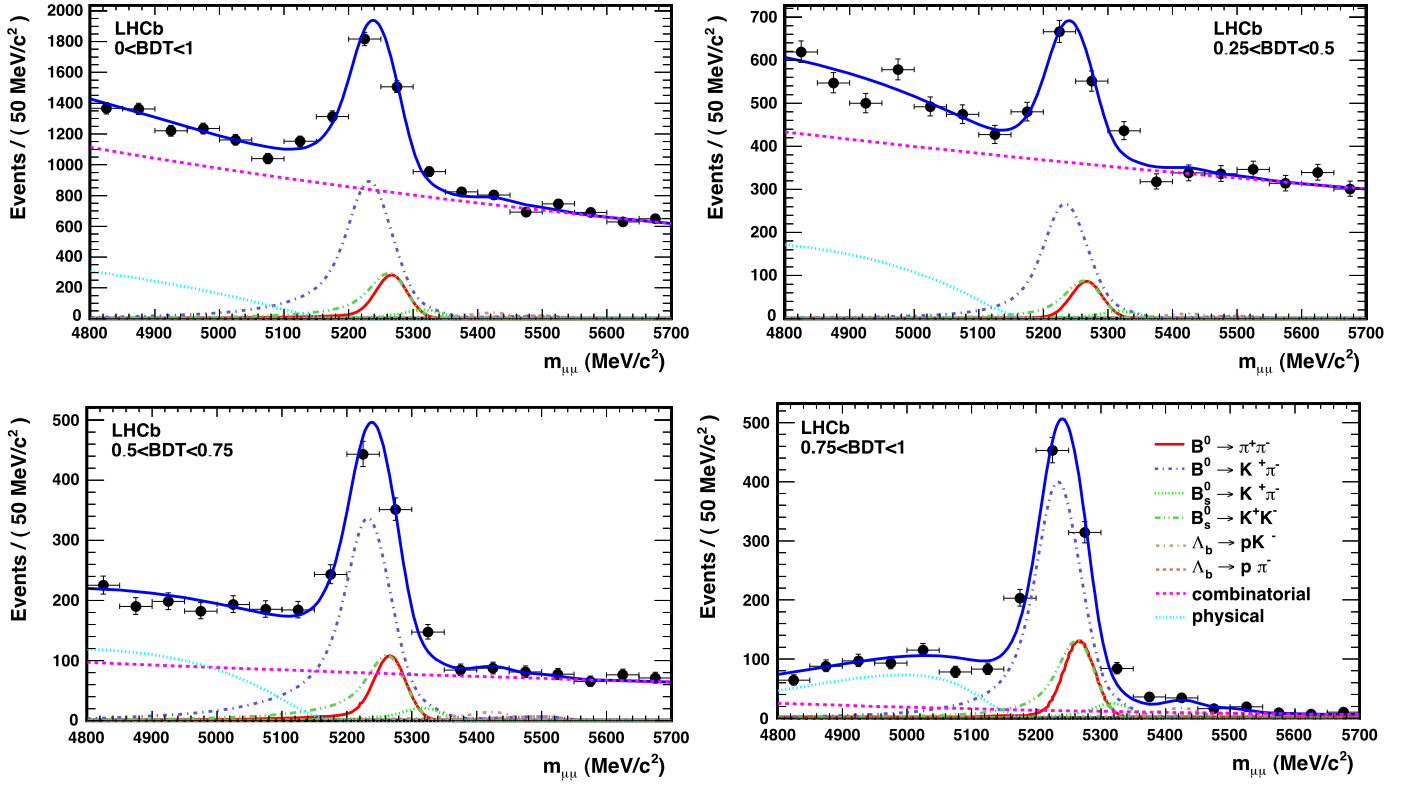 LHCb
0<BDT<1
Events / ( 50 MeV/c²)
2000
1800
1600
1400
1200
1000
800
600
400
200
0
4800 4900 5000 5100 5200 5300 5400 5500 5600 5700
mμμ (MeV/c²)
LHCb
0.25<BDT<0.5
Events / ( 50 MeV/c²)
700
600
500
400
300
200
100
0
4800 4900 5000 5100 5200 5300 5400 5500 5600 5700
mμμ (MeV/c²)
LHCb
0.5<BDT<0.75
Events / ( 50 MeV/c²)
500
400
300
200
100
0
4800 4900 5000 5100 5200 5300 5400 5500 5600 5700
mμμ (MeV/c²)
LHCb
0.75<BDT<1
Events / ( 50 MeV/c²)
500
400
300
200
100
0
4800 4900 5000 5100 5200 5300 5400 5500 5600 5700
mμμ (MeV/c²)
B⁰ → π⁺π⁻
B⁰ → K ⁺π⁻
B⁰s → K ⁺π⁻
B⁰s → K⁺K⁻
Λb → pK ⁻
Λb → p π⁻
combinatorial
physical